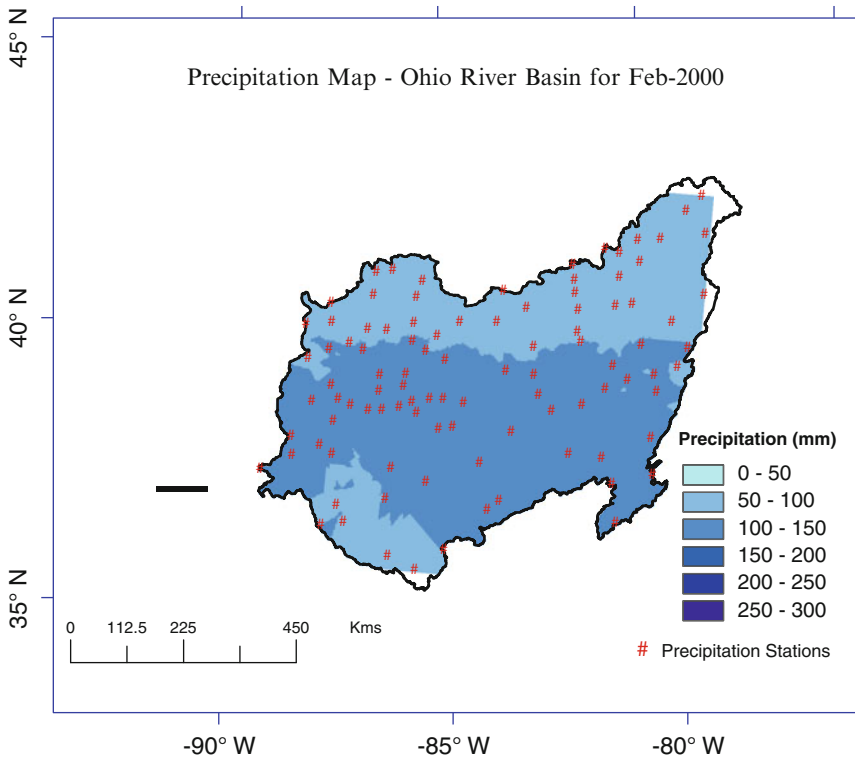 Precipitation Map - Ohio River Basin for Feb-2000
45° N
40° N
35° N
Precipitation (mm)
0 - 50
50 - 100
100 - 150
150 - 200
200 - 250
250 - 300
# Precipitation Stations
0 112.5 225 450 Kms
-90° W -85° W -80° W